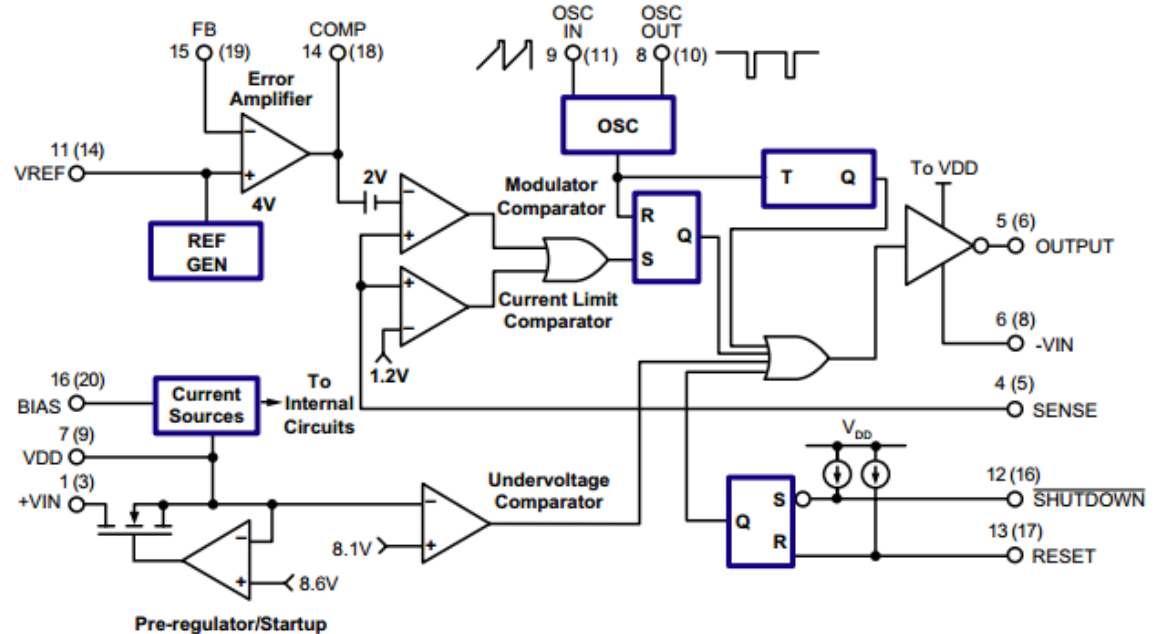 FB
15 (19)
COMP
14 (18)
OSC
IN
9 (11)
OSC
OUT
8 (10)
Error
Amplifier
OSC
11 (14)
VREF
−
+
4V
2V
REF
GEN
Modulator
Comparator
−
+
T Q
To VDD
R
Q
S
5 (6)
OUTPUT
+
−
Current Limit
Comparator
1.2V
6 (8)
-VIN
16 (20)
BIAS
Current
Sources
To
Internal
Circuits
4 (5)
SENSE
7 (9)
VDD
1 (3)
+VIN
Undervoltage
Comparator
−
+
8.1V
VDD
S
Q
R
12 (16)
SHUTDOWN
13 (17)
RESET
−
+
8.6V
Pre-regulator/Startup